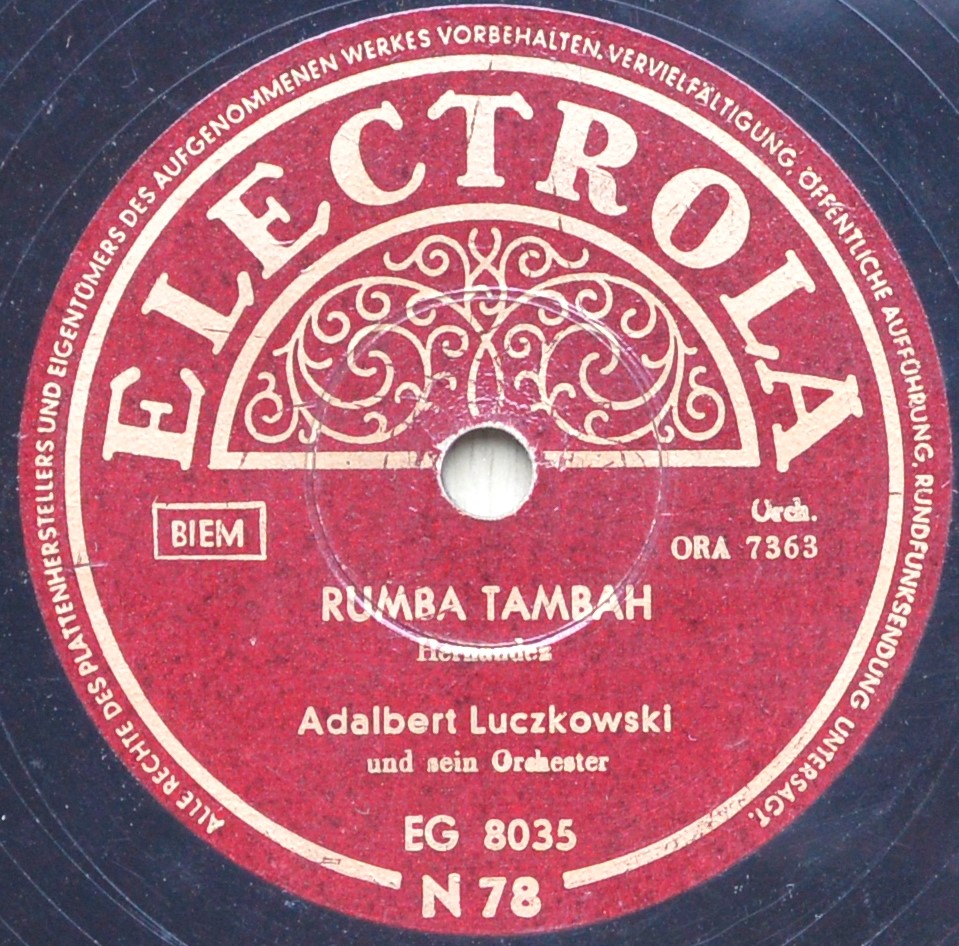 ALLE RECHTE DES PLATTENHERSTELLERS UND EIGENTÜMERS DES AUFGENOMMENEN WERKES VORBEHALTEN. VERVIELFÄLTIGUNG, ÖFFENTLICHE AUFFÜHRUNG, RUNDFUNKSENDUNG UNTERSAGT.
ELECTROLA
BIEM
Orch.
ORA 7363
RUMBA TAMBAH
Hernandez
Adalbert Luczkowski
und sein Orchester
EG 8035
N 78